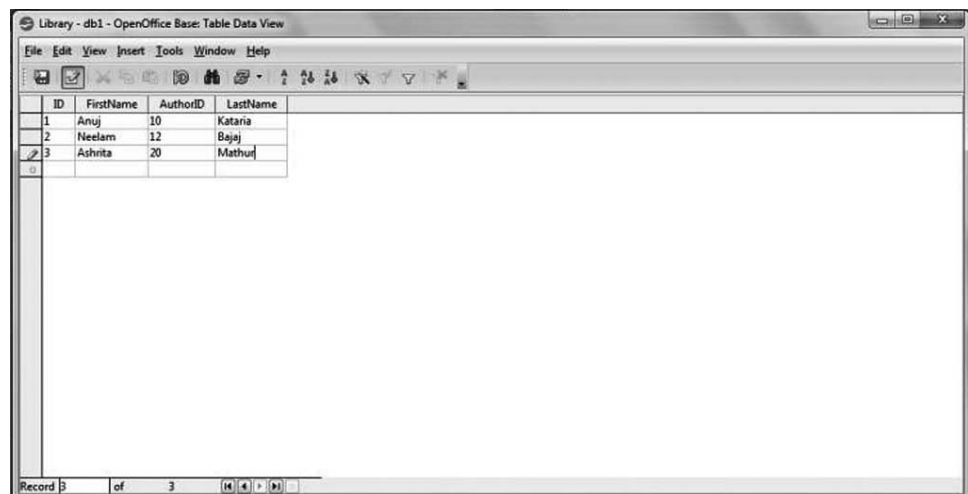 Library - db1 - OpenOffice Base: Table Data View
File Edit View Insert Tools Window Help
ID FirstName AuthorID LastName
1 Anuj 10 Kataria
2 Neelam 12 Bajaj
3 Ashrita 20 Mathur
Record 3 of 3